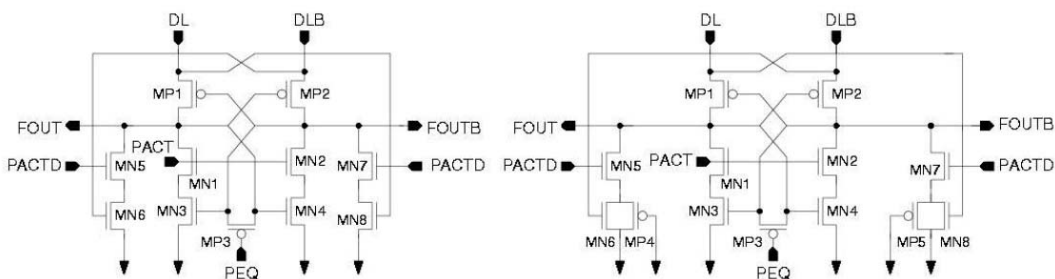 DL DLB DL DLB
MP1 MP2 MP1 MP2
FOUT FOUTB FOUT FOUTB
PACT PACT
PACTD MN5 MN2 MN7 PACTD PACTD MN5 MN2 MN7 PACTD
MN1 MN1
MN6 MN3 MN4 MN8 MN3 MN4
MP3 MN6 MP4 MP3 MP5 MN8
PEQ PEQ